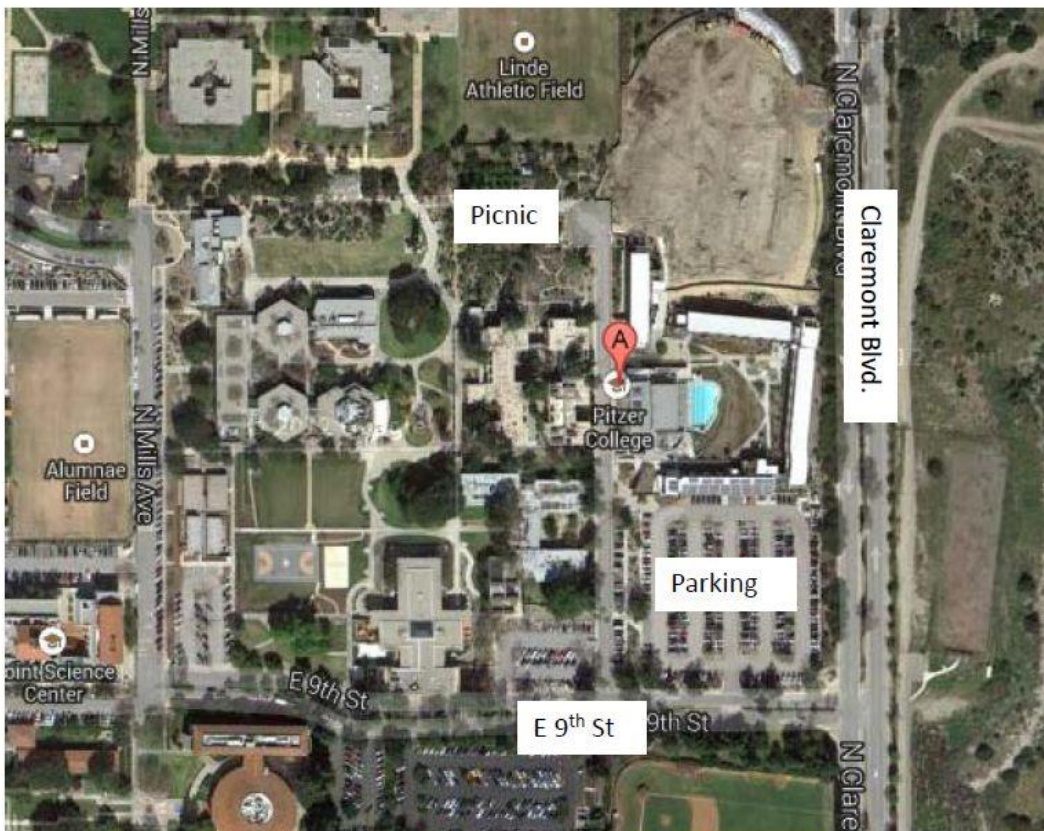 N Mills
Linde
Athletic Field
N Claremont Blvd
Picnic
Claremont Blvd.
A
Pitzer
College
N Mills Ave
Alumnae
Field
Parking
oint Science
Center
E 9th St
E 9th St
9th St
N Clare